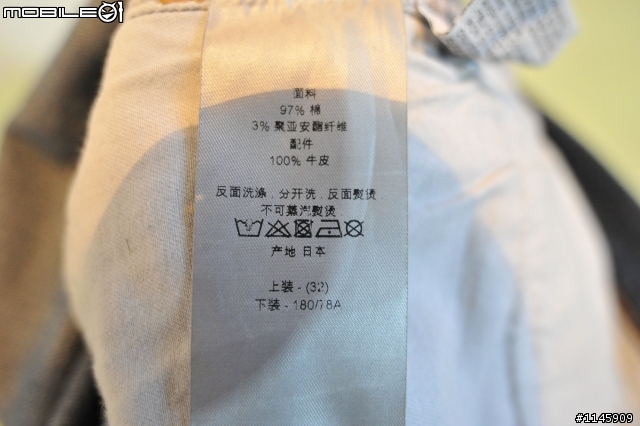 MOBILE01
面料
97% 棉
3% 聚亚安酯纤维
配件
100% 牛皮
反面洗涤 . 分开洗 . 反面熨烫 .
不可蒸汽熨烫
产地 日本
上装 - (32)
下装 - 180/78A
#1145909